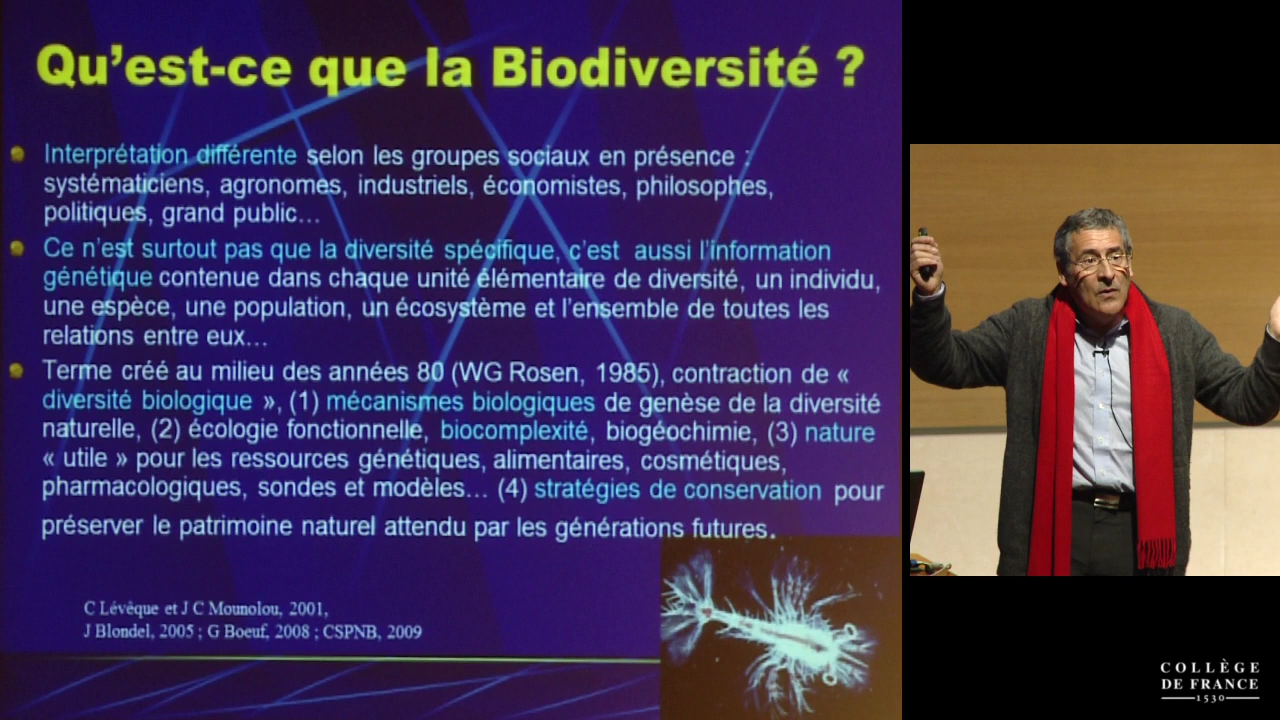 Qu’est-ce que la Biodiversité ?
Interprétation différente selon les groupes sociaux en présence :
systématiciens, agronomes, industriels, économistes, philosophes,
politiques, grand public…
Ce n’est surtout pas que la diversité spécifique, c’est aussi l’information
génétique contenue dans chaque unité élémentaire de diversité, un individu,
une espèce, une population, un écosystème et l’ensemble de toutes les
relations entre eux…
Terme créé au milieu des années 80 (WG Rosen, 1985), contraction de «
diversité biologique », (1) mécanismes biologiques de genèse de la diversité
naturelle, (2) écologie fonctionnelle, biocomplexité, biogéochimie, (3) nature
« utile » pour les ressources génétiques, alimentaires, cosmétiques,
pharmacologiques, sondes et modèles… (4) stratégies de conservation pour
préserver le patrimoine naturel attendu par les générations futures.
C Lévêque et J C Mounolou, 2001,
J Blondel, 2005 ; G Boeuf, 2008 ; CSPNB, 2009
COLLÈGE
DE FRANCE
1530